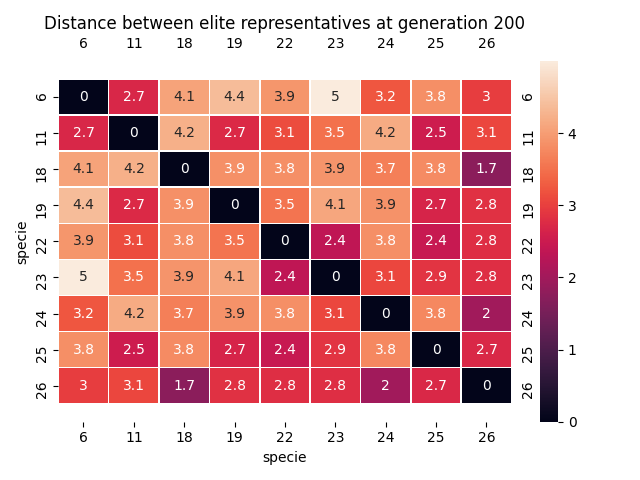 Distance between elite representatives at generation 200
6 11 18 19 22 23 24 25 26
6 0 2.7 4.1 4.4 3.9 5 3.2 3.8 3 6
11 2.7 0 4.2 2.7 3.1 3.5 4.2 2.5 3.1 11
18 4.1 4.2 0 3.9 3.8 3.9 3.7 3.8 1.7 18
19 4.4 2.7 3.9 0 3.5 4.1 3.9 2.7 2.8 19
22 3.9 3.1 3.8 3.5 0 2.4 3.8 2.4 2.8 22
23 5 3.5 3.9 4.1 2.4 0 3.1 2.9 2.8 23
24 3.2 4.2 3.7 3.9 3.8 3.1 0 3.8 2 24
25 3.8 2.5 3.8 2.7 2.4 2.9 3.8 0 2.7 25
26 3 3.1 1.7 2.8 2.8 2.8 2 2.7 0 26
6 11 18 19 22 23 24 25 26
specie
specie
4
3
2
1
0